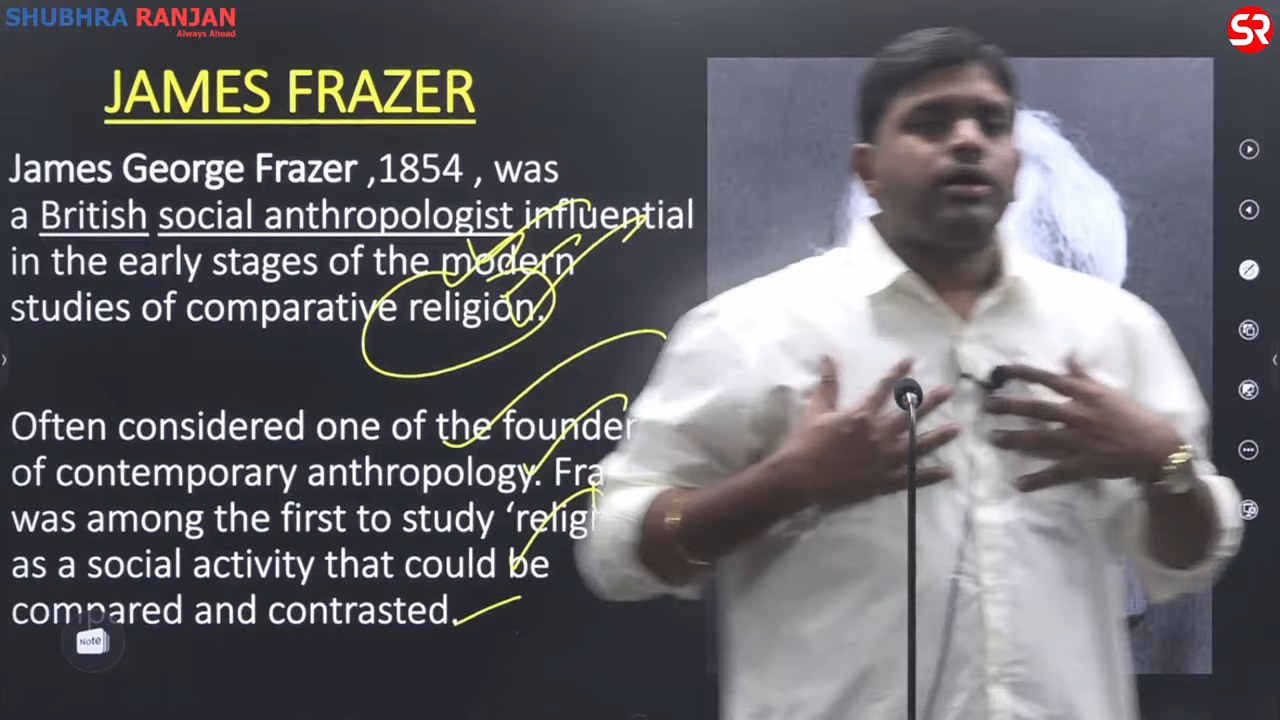 SHUBHRA RANJAN
Always Ahead
SR
JAMES FRAZER
James George Frazer ,1854 , was
a British social anthropologist influential
in the early stages of the modern
studies of comparative religion.
Often considered one of the founder
of contemporary anthropology.
was among the first to study
as a social activity that could be
compared and contrasted.
Note